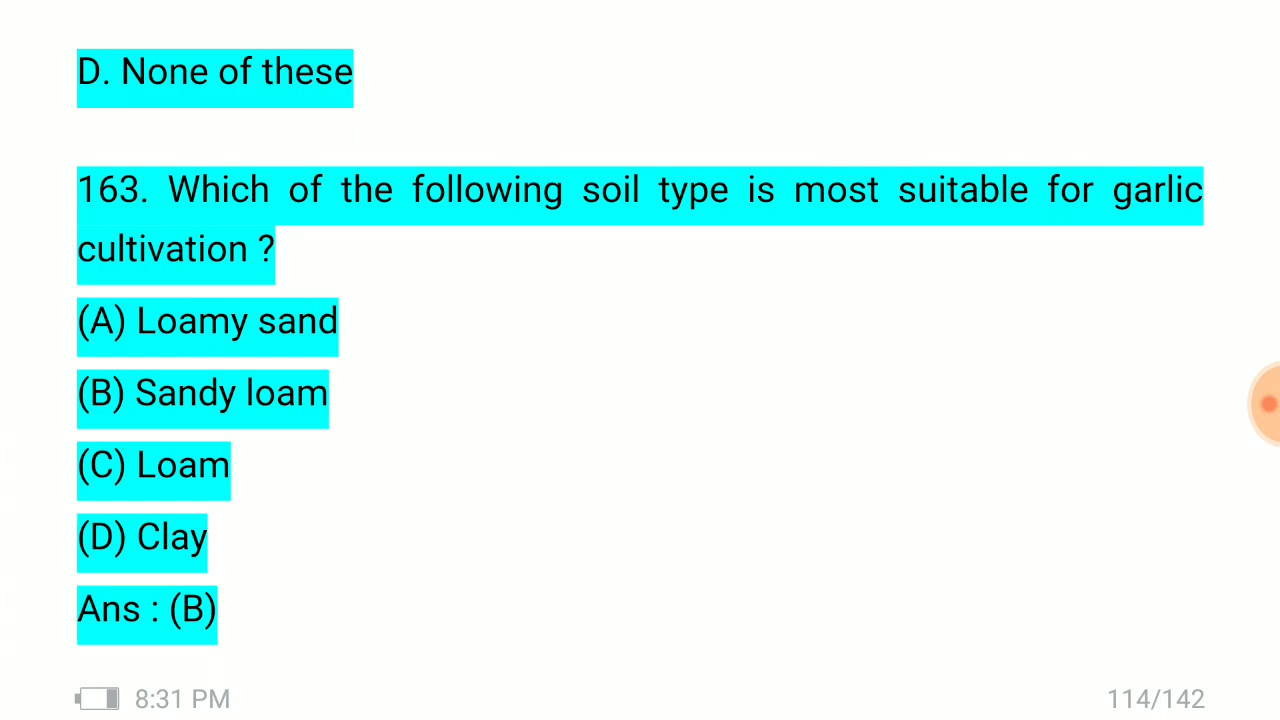 D. None of these
163. Which of the following soil type is most suitable for garlic
cultivation ?
(A) Loamy sand
(B) Sandy loam
(C) Loam
(D) Clay
Ans : (B)
8:31 PM
114/142